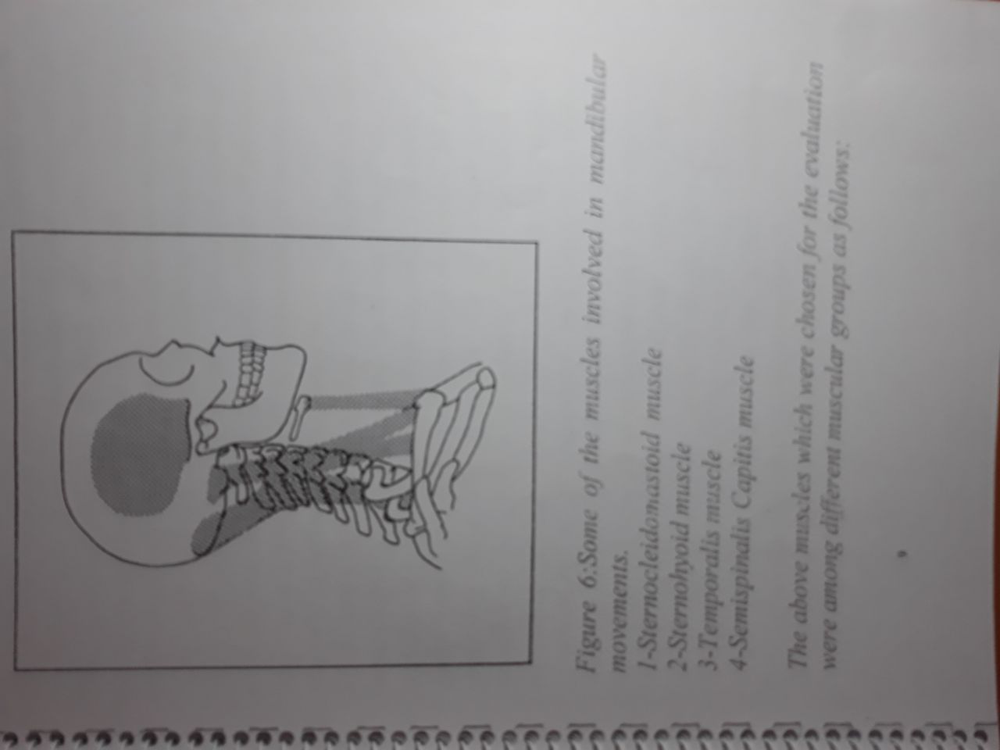 Figure 6:Some of the muscles involved in mandibular
movements.
1-Sternocleidomastoid muscle
2-Sternohyoid muscle
3-Temporalis muscle
4-Semispinalis Capitis muscle
The above muscles which were chosen for the evaluation
were among different muscular groups as follows:
9